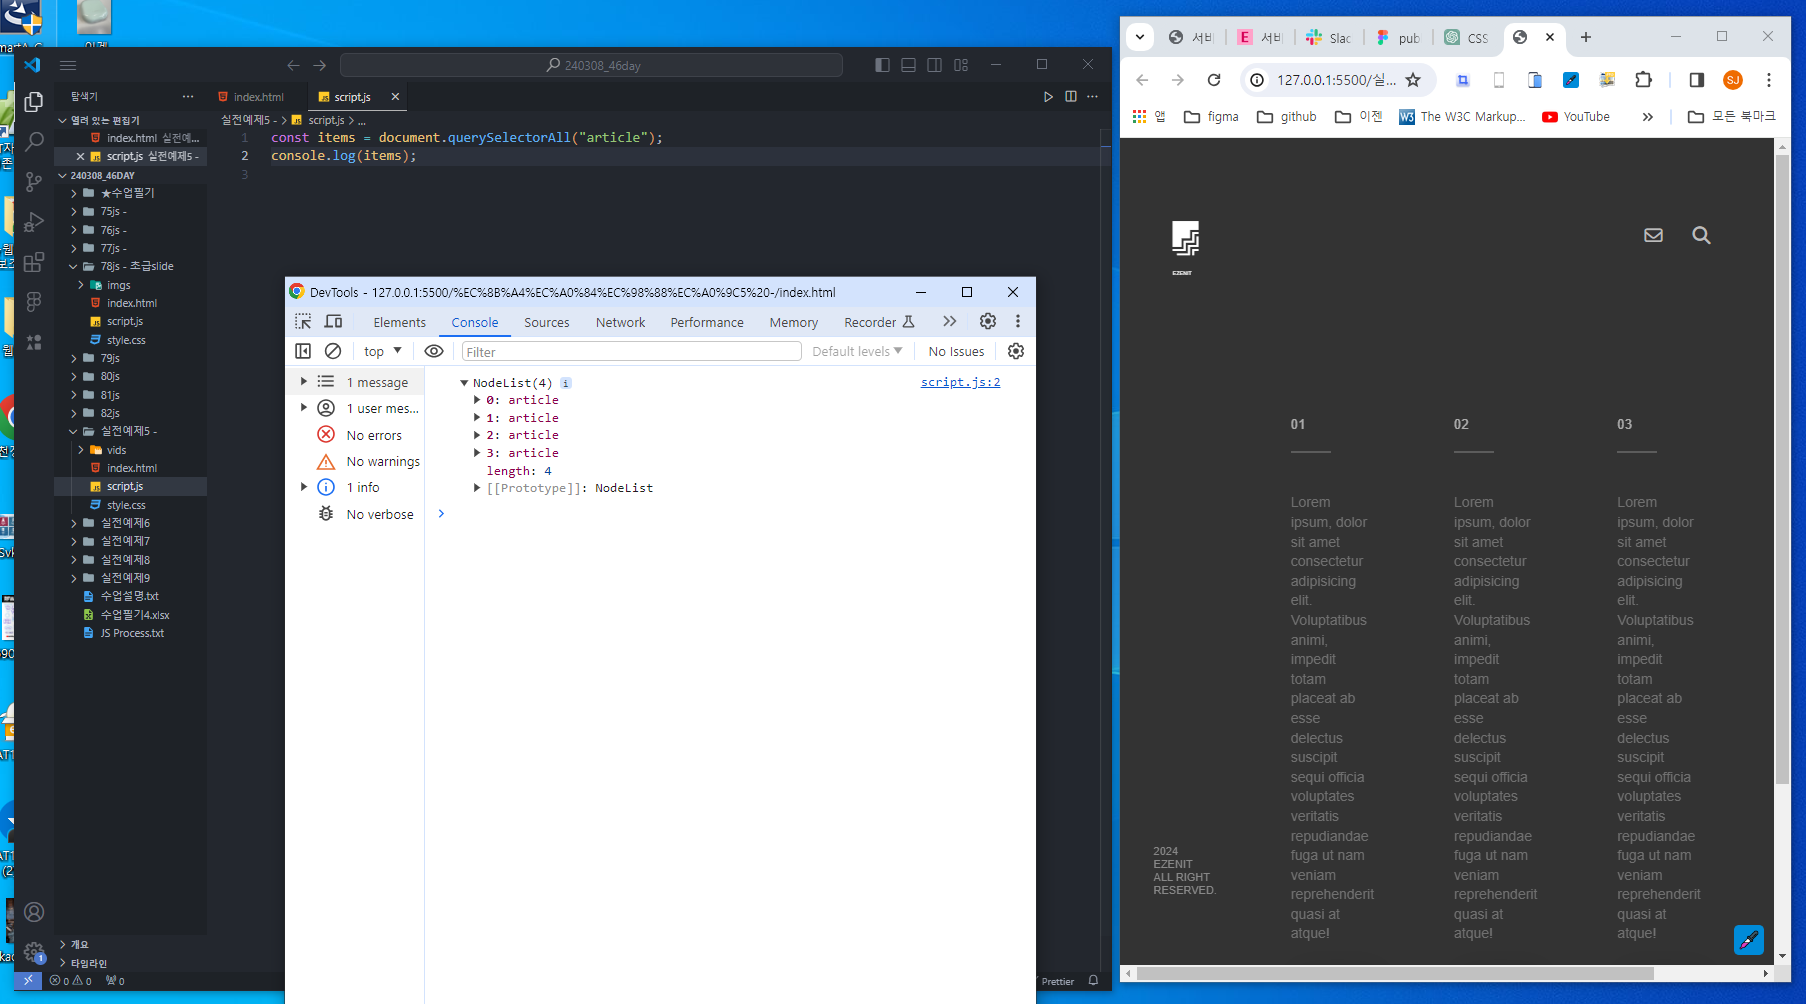 240308_46day
탐색기
index.html
script.js
열려 있는 편집기
index.html 실전예...
script.js 실전예제5 -
240308_46DAY
★수업필기
75js -
76js -
77js -
78js - 초급slide
imgs
index.html
script.js
style.css
79js
80js
81js
82js
실전예제5 -
vids
index.html
script.js
style.css
실전예제6
실전예제7
실전예제8
실전예제9
수업설명.txt
수업필기4.xlsx
JS Process.txt
개요
타임라인
0 0 0
실전예제5 - > script.js > ...
1 const items = document.querySelectorAll("article");
2 console.log(items);
3
Prettier
DevTools - 127.0.0.1:5500/%EC%8B%A4%EC%A0%84%EC%98%88%EC%A0%9C5%20-/index.html
Elements Console Sources Network Performance Memory Recorder
top Filter Default levels No Issues
1 message
1 user mes...
No errors
No warnings
1 info
No verbose
NodeList(4) script.js:2
0: article
1: article
2: article
3: article
length: 4
[[Prototype]]: NodeList
서비 E 서비 Slac pub CSS
127.0.0.1:5500/실... SJ
앱 figma github 이젠 W3 The W3C Markup... YouTube 모든 북마크
EZENIT
01
Lorem
ipsum, dolor
sit amet
consectetur
adipisicing
elit.
Voluptatibus
animi,
impedit
totam
placeat ab
esse
delectus
suscipit
sequi officia
voluptates
veritatis
repudiandae
fuga ut nam
veniam
reprehenderit
quasi at
atque!
02
Lorem
ipsum, dolor
sit amet
consectetur
adipisicing
elit.
Voluptatibus
animi,
impedit
totam
placeat ab
esse
delectus
suscipit
sequi officia
voluptates
veritatis
repudiandae
fuga ut nam
veniam
reprehenderit
quasi at
atque!
03
Lorem
ipsum, dolor
sit amet
consectetur
adipisicing
elit.
Voluptatibus
animi,
impedit
totam
placeat ab
esse
delectus
suscipit
sequi officia
voluptates
veritatis
repudiandae
fuga ut nam
veniam
reprehenderit
quasi at
atque!
2024
EZENIT
ALL RIGHT
RESERVED.